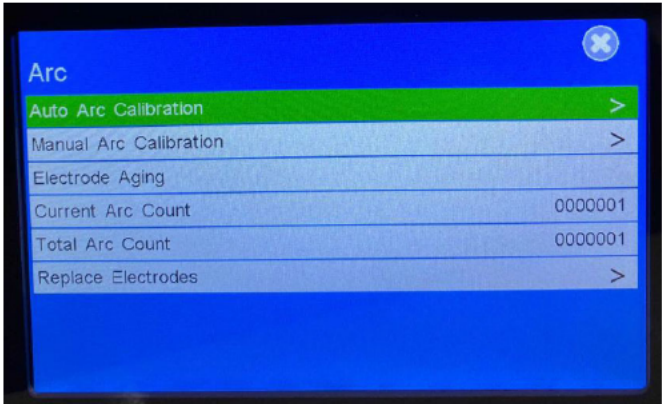 Arc
Auto Arc Calibration >
Manual Arc Calibration >
Electrode Aging
Current Arc Count 0000001
Total Arc Count 0000001
Replace Electrodes >